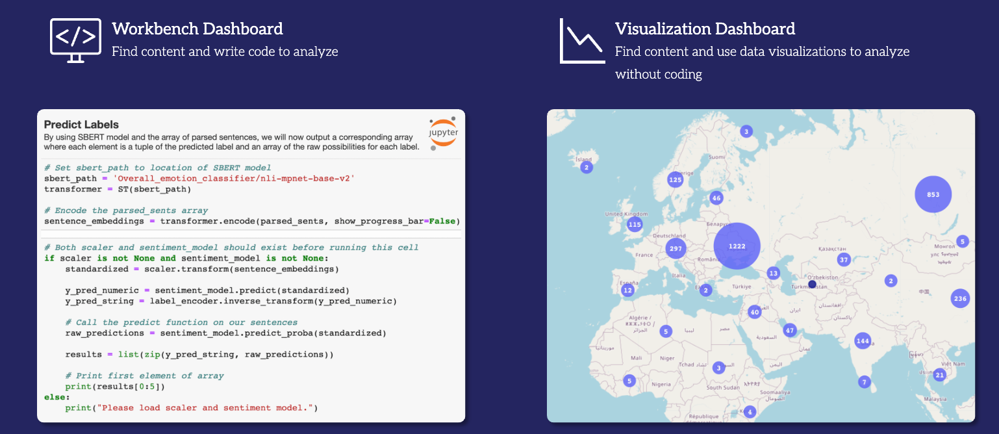 Workbench Dashboard
Find content and write code to analyze
Visualization Dashboard
Find content and use data visualizations to analyze
without coding
Predict Labels
By using SBERT model and the array of parsed sentences, we will now output a corresponding array
where each element is a tuple of the predicted label and an array of the raw possibilities for each label.
jupyter
# Set sbert_path to location of SBERT model
sbert_path = 'Overall_emotion_classifier/nli-mpnet-base-v2'
transformer = ST(sbert_path)
# Encode the parsed_sents array
sentence_embeddings = transformer.encode(parsed_sents, show_progress_bar=False)
# Both scaler and sentiment_model should exist before running this cell
if scaler is not None and sentiment_model is not None:
    standardized = scaler.transform(sentence_embeddings)
    y_pred_numeric = sentiment_model.predict(standardized)
    y_pred_string = label_encoder.inverse_transform(y_pred_numeric)
    # Call the predict function on our sentences
    raw_predictions = sentiment_model.predict_proba(standardized)
    results = list(zip(y_pred_string, raw_predictions))
    # Print first element of array
    print(results[0:5])
else:
    print("Please load scaler and sentiment model.")
3
Suomi
Ísland
2
125
46
853
United Kingdom
115
Беларусь
Deutschland
297
1222
5
Монгол
улс
Қазақстан
37
France
România
Italia
13
2
España
12
2
Türkiye
O'zbekiston
Türkmenistan
中国
236
افغانستان
ایران
پاکستان
40
Algérie /
الجزائر
5
ليبيا
مصر
47
السعودية
144
عمان
موريتانيا
Mali
Niger
Tchad تشاد
3
اليمن
Việt Nam
21
5
Nigeria
South Sudan
7
Soomaaliya
الصومال
Malaysia
4
République